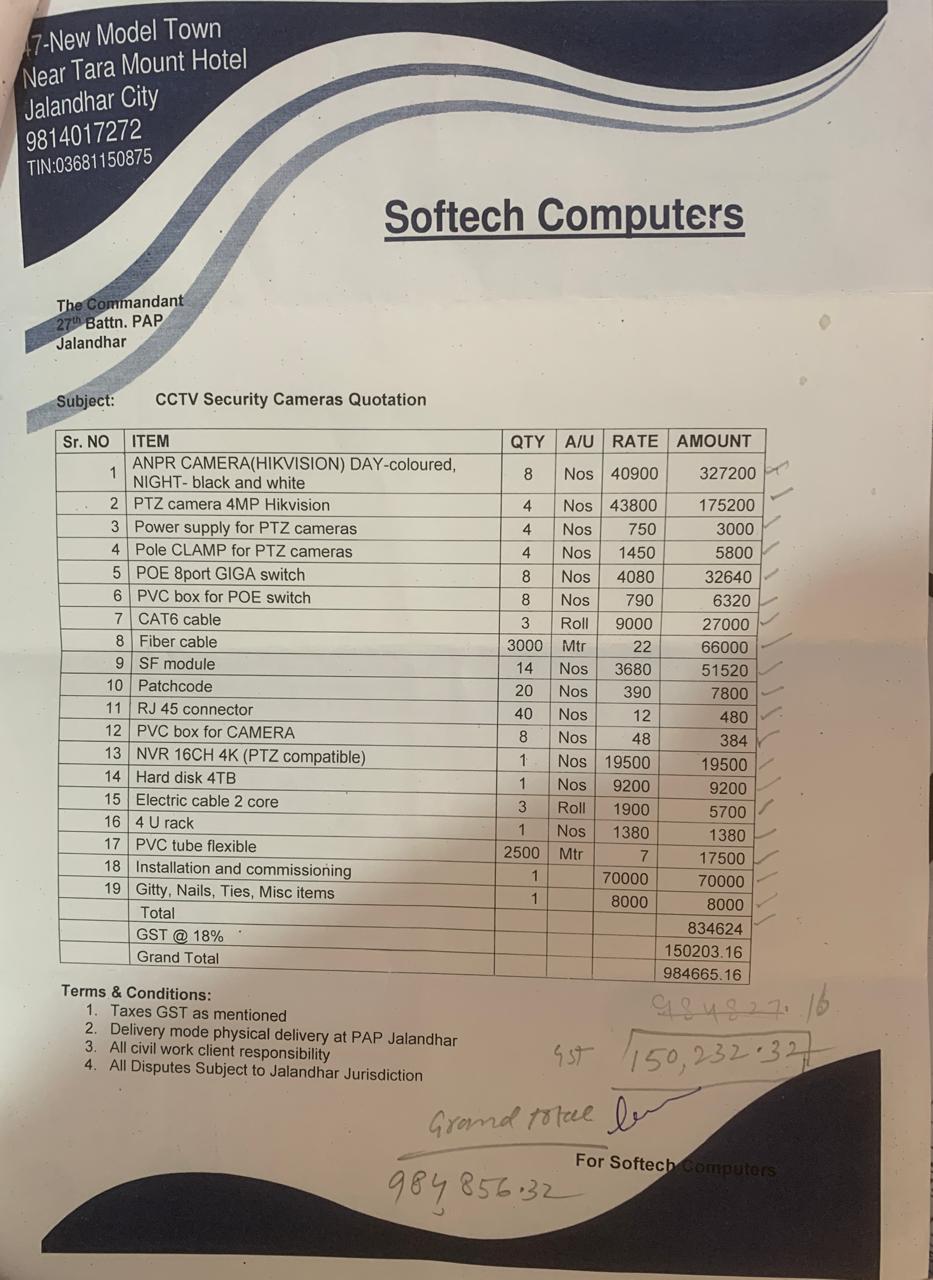 47-New Model Town
Near Tara Mount Hotel
Jalandhar City
9814017272
TIN:03681150875
Softech Computers
The Commandant
27th Battn. PAP
Jalandhar
Subject: CCTV Security Cameras Quotation
Sr. NO ITEM QTY A/U RATE AMOUNT
1 ANPR CAMERA(HIKVISION) DAY-coloured, NIGHT- black and white 8 Nos 40900 327200
2 PTZ camera 4MP Hikvision 4 Nos 43800 175200
3 Power supply for PTZ cameras 4 Nos 750 3000
4 Pole CLAMP for PTZ cameras 4 Nos 1450 5800
5 POE 8port GIGA switch 8 Nos 4080 32640
6 PVC box for POE switch 8 Nos 790 6320
7 CAT6 cable 3 Roll 9000 27000
8 Fiber cable 3000 Mtr 22 66000
9 SF module 14 Nos 3680 51520
10 Patchcode 20 Nos 390 7800
11 RJ 45 connector 40 Nos 12 480
12 PVC box for CAMERA 8 Nos 48 384
13 NVR 16CH 4K (PTZ compatible) 1 Nos 19500 19500
14 Hard disk 4TB 1 Nos 9200 9200
15 Electric cable 2 core 3 Roll 1900 5700
16 4 U rack 1 Nos 1380 1380
17 PVC tube flexible 2500 Mtr 7 17500
18 Installation and commissioning 1 70000 70000
19 Gitty, Nails, Ties, Misc items 1 8000 8000
Total 834624
GST @ 18% 150203.16
Grand Total 984665.16
Terms & Conditions:
1. Taxes GST as mentioned
2. Delivery mode physical delivery at PAP Jalandhar
3. All civil work client responsibility
4. All Disputes Subject to Jalandhar Jurisdiction
984827.16
GST 150,232.32
Grand total
For Softech Computers
984856.32